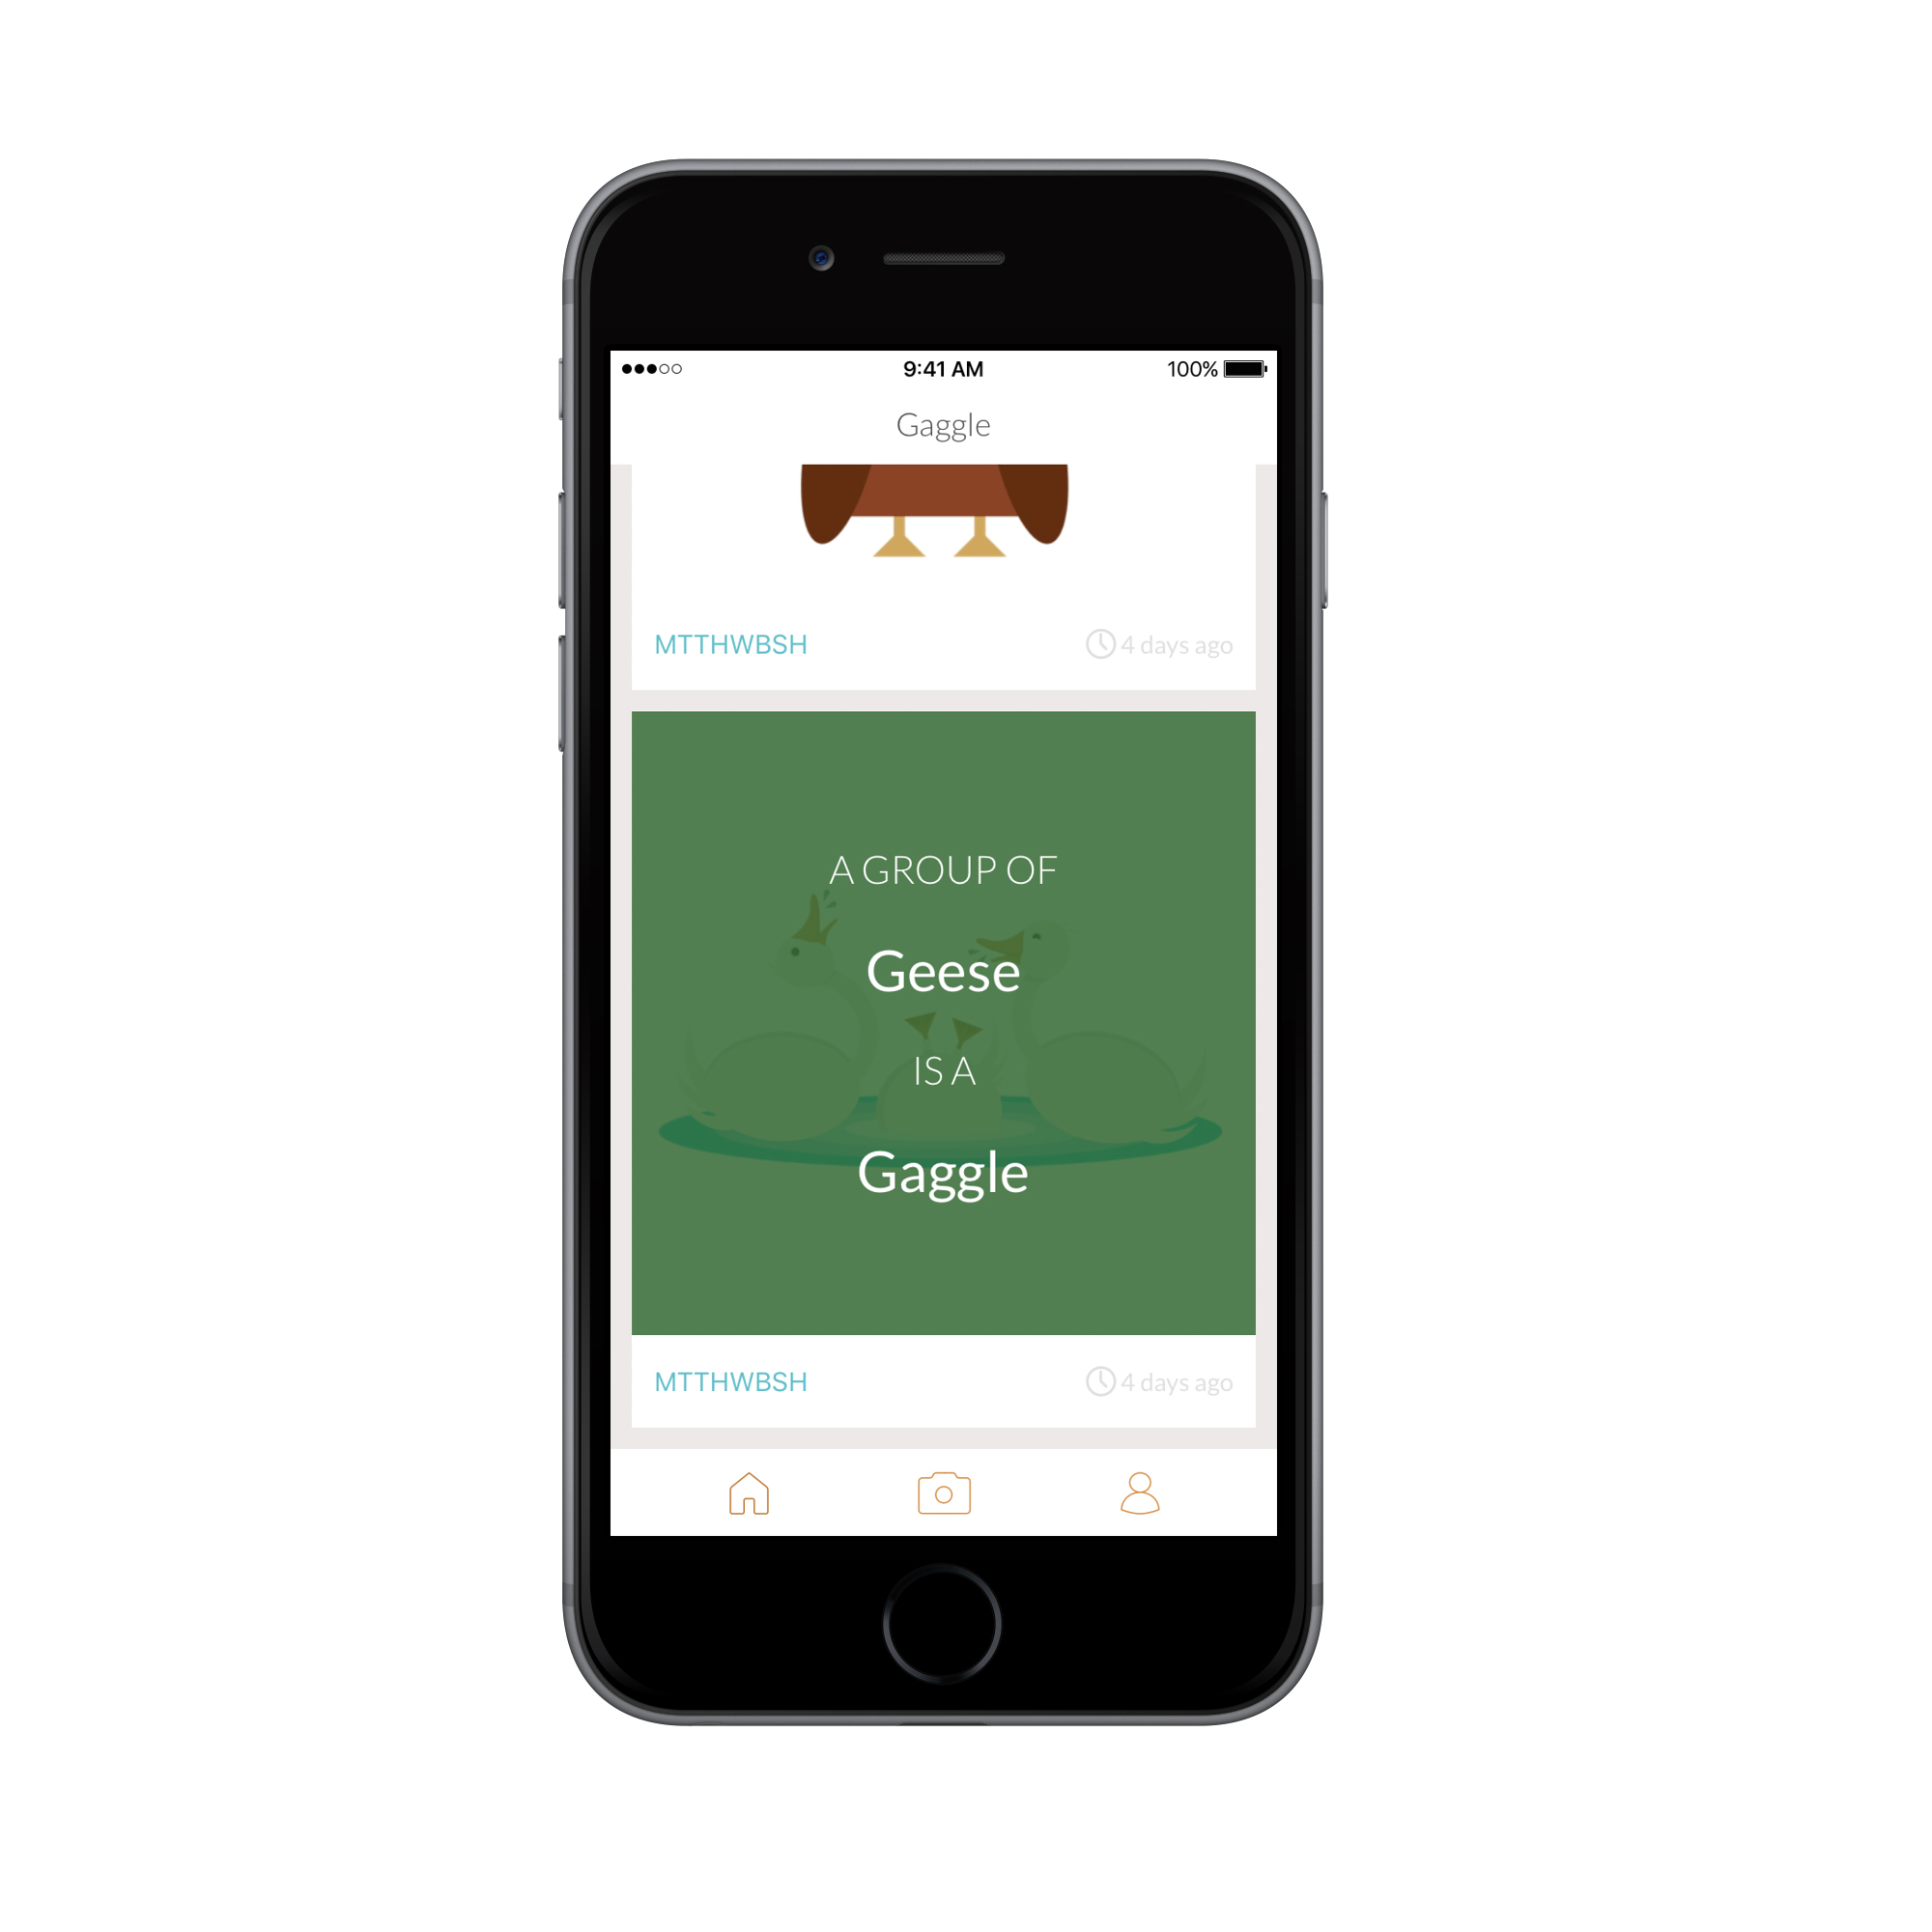 9:41 AM 100%
Gaggle
MTTHWBSH 4 days ago
A GROUP OF
Geese
IS A
Gaggle
MTTHWBSH 4 days ago